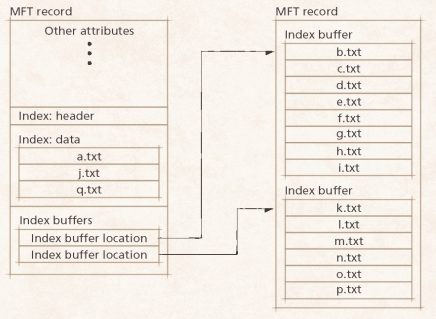 MFT record
Other attributes
Index: header
Index: data
a.txt
j.txt
q.txt
Index buffers
Index buffer location
Index buffer location
MFT record
Index buffer
b.txt
c.txt
d.txt
e.txt
f.txt
g.txt
h.txt
i.txt
Index buffer
k.txt
l.txt
m.txt
n.txt
o.txt
p.txt